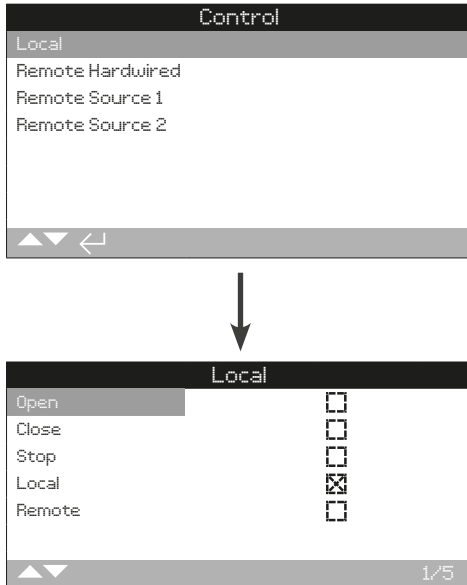 Control
Local
Remote Hardwired
Remote Source 1
Remote Source 2
Local
Open
Close
Stop
Local
Remote
1/5